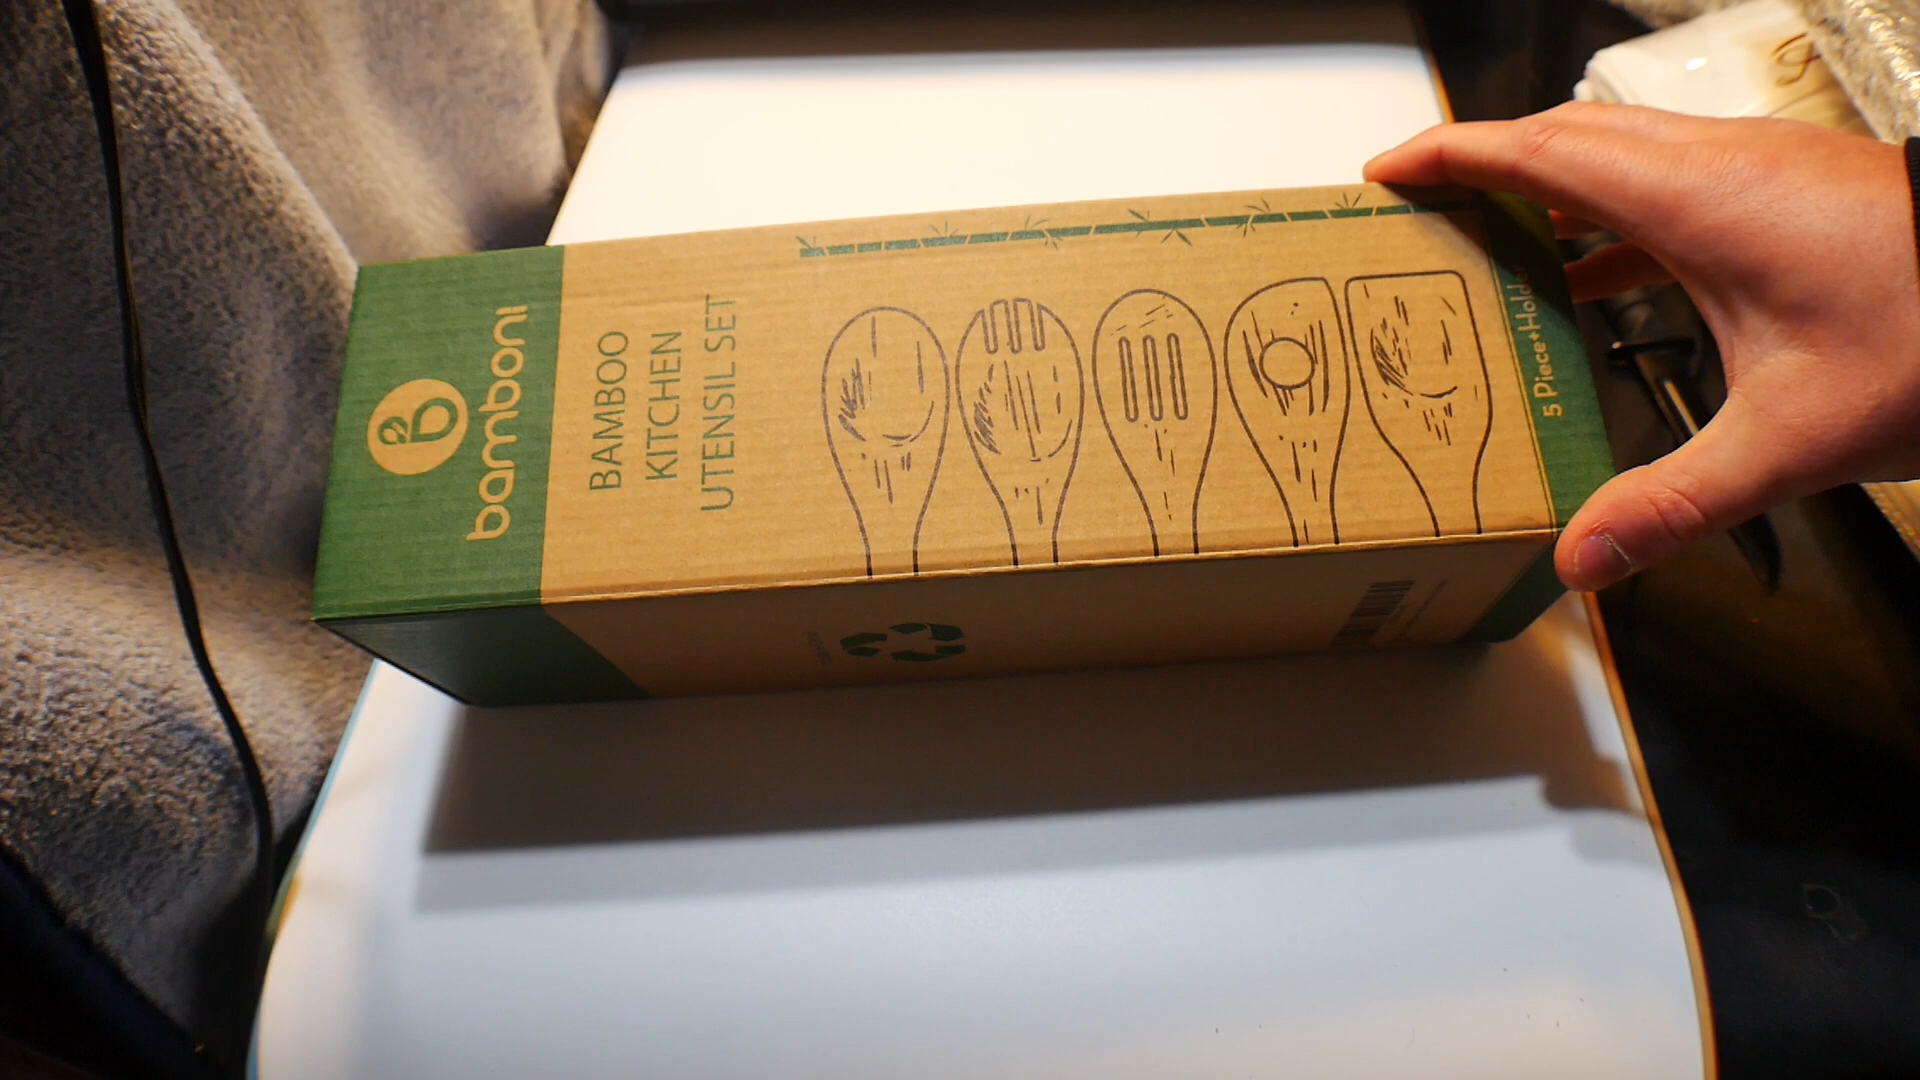 bamboni
BAMBOO
KITCHEN
UTENSIL SET
5 Piece+Holder